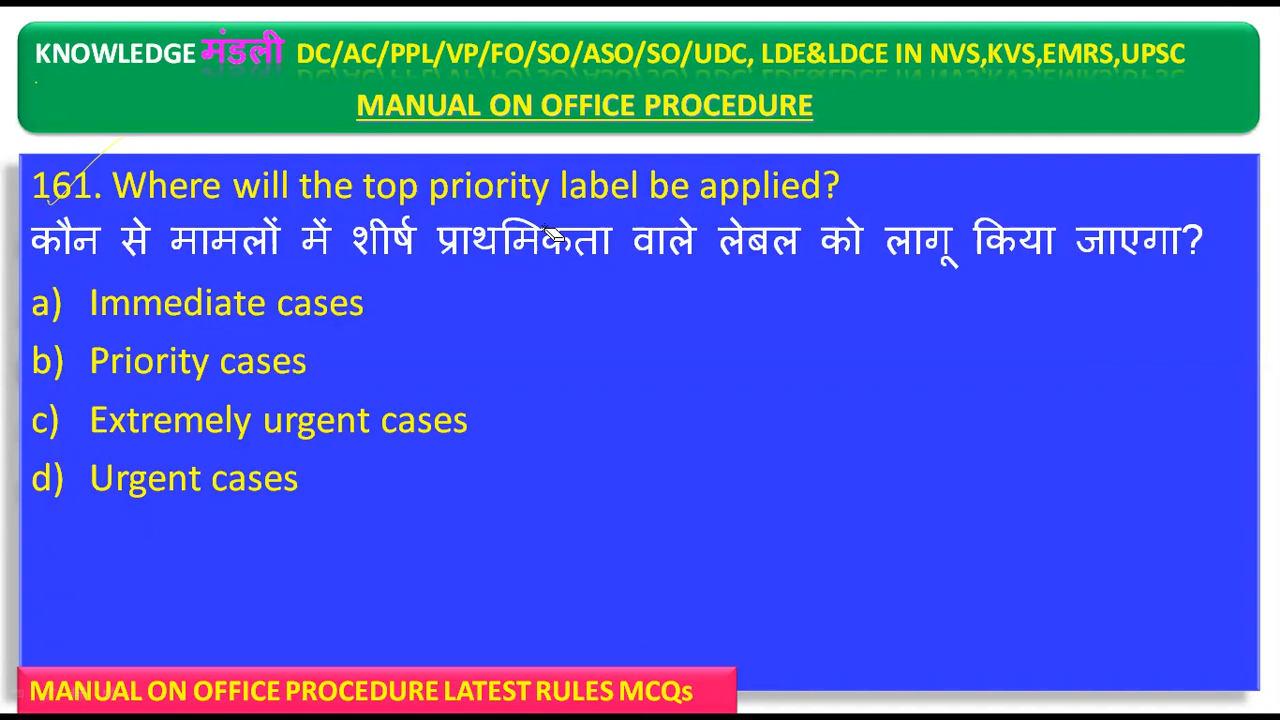 KNOWLEDGE मंडली DC/AC/PPL/VP/FO/SO/ASO/SO/UDC, LDE&LDCE IN NVS,KVS,EMRS,UPSC
MANUAL ON OFFICE PROCEDURE
161. Where will the top priority label be applied?
कौन से मामलों में शीर्ष प्राथमिकता वाले लेबल को लागू किया जाएगा?
a) Immediate cases
b) Priority cases
c) Extremely urgent cases
d) Urgent cases
MANUAL ON OFFICE PROCEDURE LATEST RULES MCQs